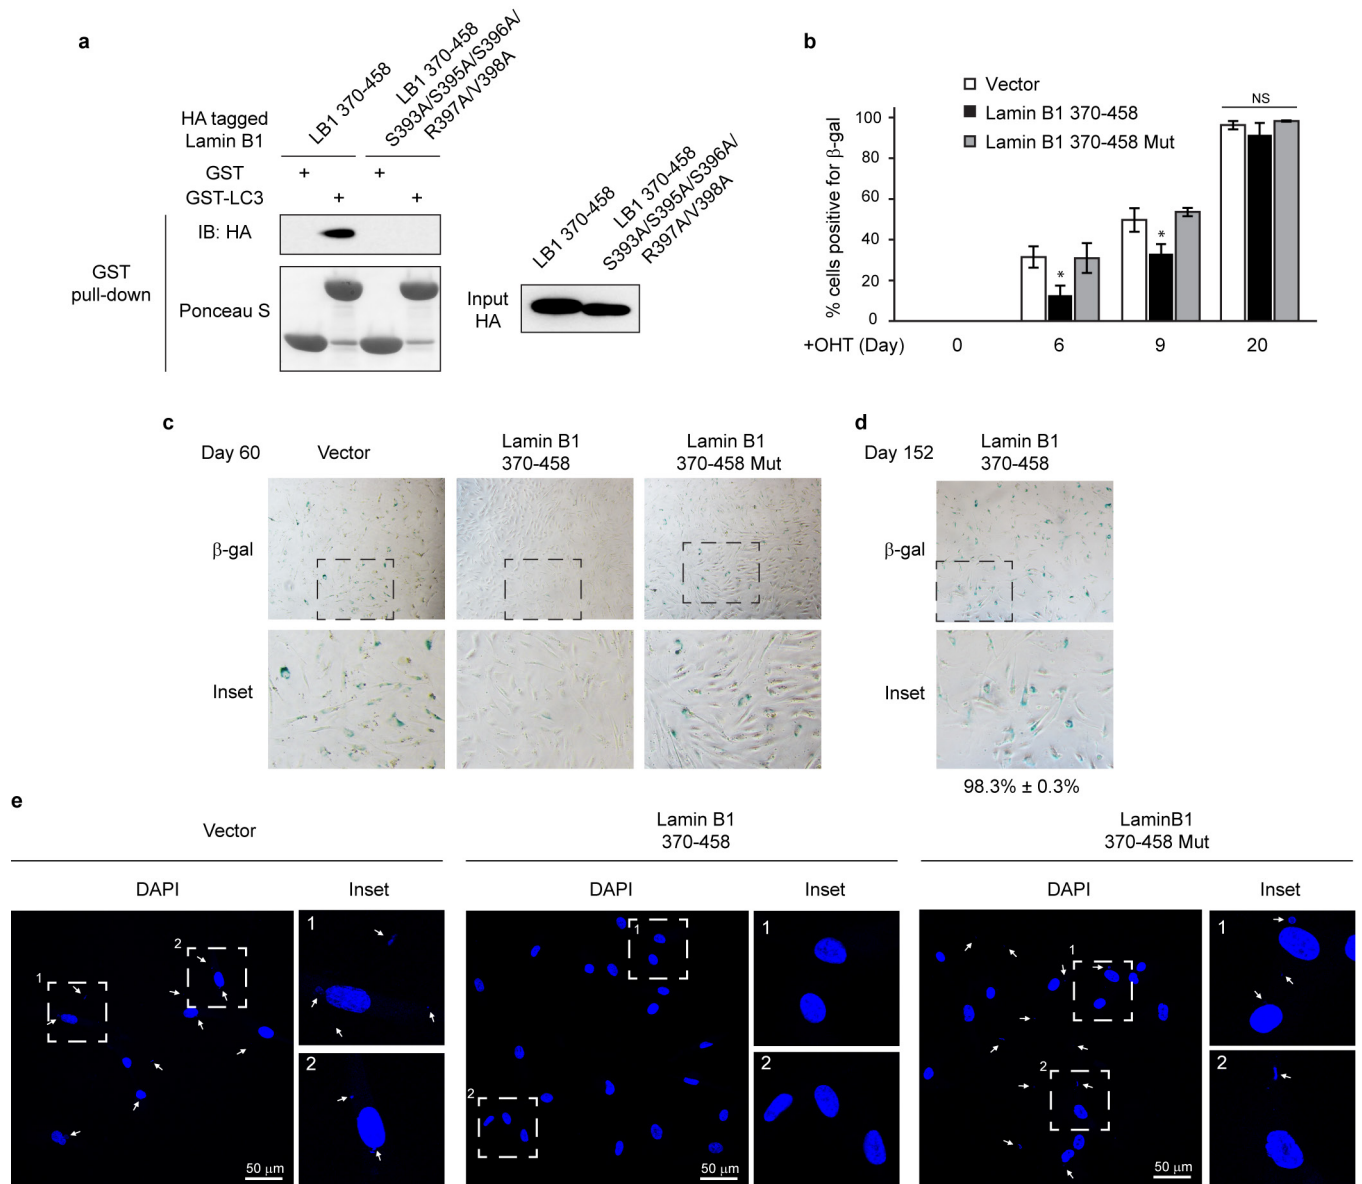 a
HA tagged
Lamin B1
LB1 370-458
LB1 370-458
S393A/S395A/S396A/
R397A/V398A
GST
+
+
GST-LC3
+
+
GST
pull-down
IB: HA
Ponceau S
LB1 370-458
LB1 370-458
S393A/S395A/S396A/
R397A/V398A
Input
HA
b
Vector
Lamin B1 370-458
Lamin B1 370-458 Mut
NS
% cells positive for β-gal
100
80
60
40
20
0
*
*
+OHT (Day)
0
6
9
20
c
Day 60
Vector
Lamin B1
370-458
Lamin B1
370-458 Mut
β-gal
Inset
d
Day 152
Lamin B1
370-458
β-gal
Inset
98.3% ± 0.3%
e
Vector
Lamin B1
370-458
LaminB1
370-458 Mut
DAPI
Inset
DAPI
Inset
DAPI
Inset
1
2
50 μm
1
2
1
2
50 μm
1
2
1
2
50 μm
1
2